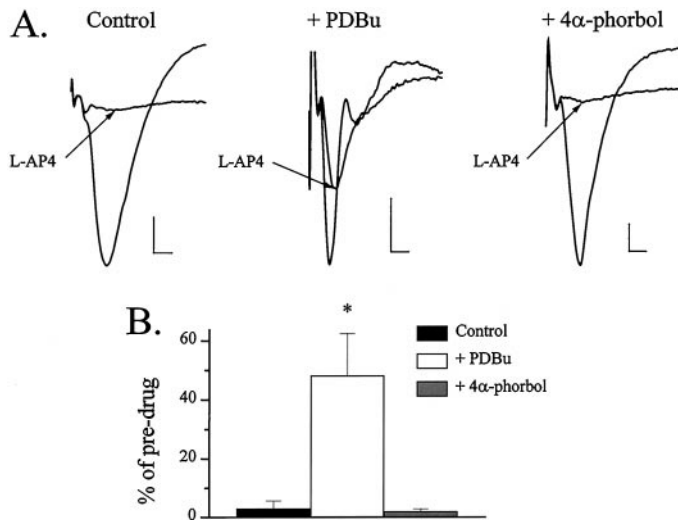 A.
Control
+ PDBu
+ 4α-phorbol
L-AP4
L-AP4
L-AP4
B.
*
% of pre-drug
60
40
20
0
Control
+ PDBu
+ 4α-phorbol